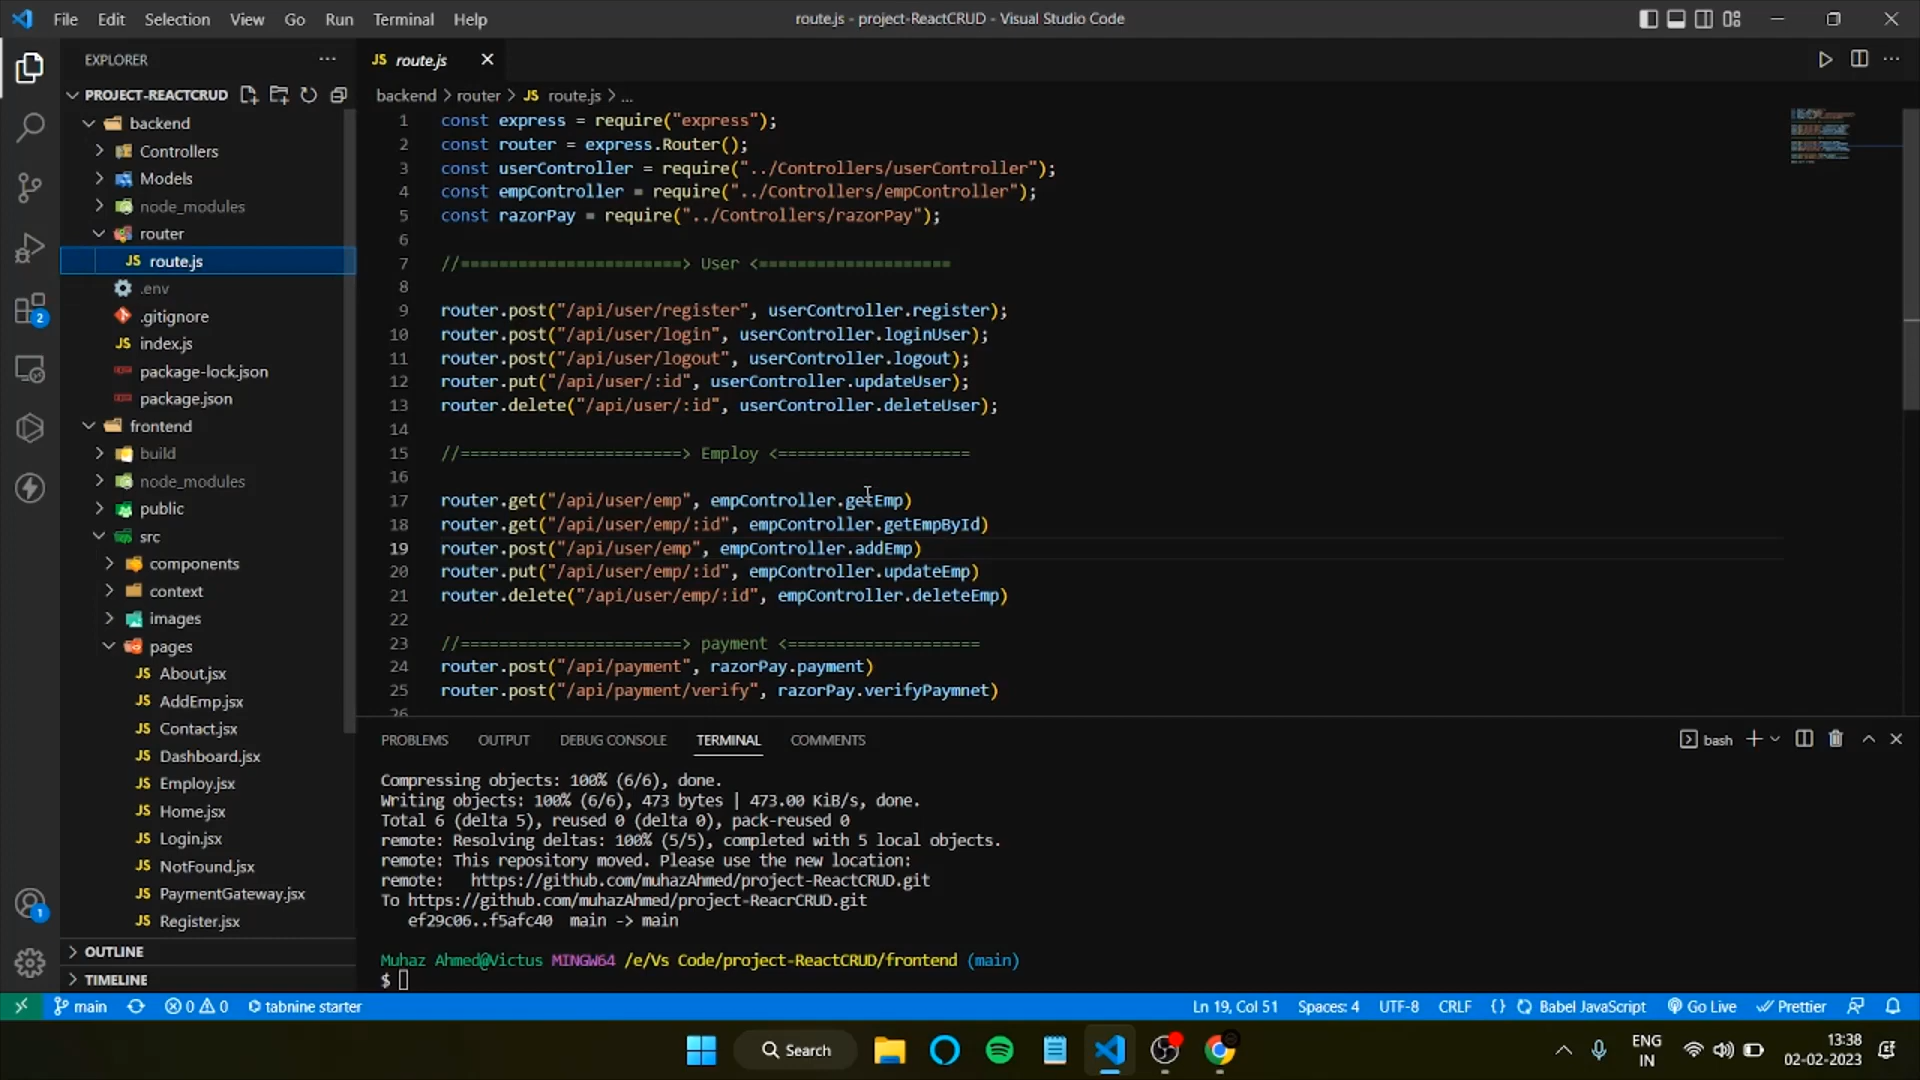 File Edit Selection View Go Run Terminal Help
route.js - project-ReactCRUD - Visual Studio Code
EXPLORER
PROJECT-REACTCRUD
backend
Controllers
Models
node_modules
router
JS route.js
.env
.gitignore
JS index.js
package-lock.json
package.json
frontend
build
node_modules
public
src
components
context
images
pages
JS About.jsx
JS AddEmp.jsx
JS Contact.jsx
JS Dashboard.jsx
JS Employ.jsx
JS Home.jsx
JS Login.jsx
JS NotFound.jsx
JS PaymentGateway.jsx
JS Register.jsx
OUTLINE
TIMELINE
2
1
JS route.js
backend > router > JS route.js > ...
1 const express = require("express");
2 const router = express.Router();
3 const userController = require("../Controllers/userController");
4 const empController = require("../Controllers/empController");
5 const razorPay = require("../Controllers/razorPay");
6
7 //=======================> User <====================
8
9 router.post("/api/user/register", userController.register);
10 router.post("/api/user/login", userController.loginUser);
11 router.post("/api/user/logout", userController.logout);
12 router.put("/api/user/:id", userController.updateUser);
13 router.delete("/api/user/:id", userController.deleteUser);
14
15 //=======================> Employ <====================
16
17 router.get("/api/user/emp", empController.getEmp)
18 router.get("/api/user/emp/:id", empController.getEmpById)
19 router.post("/api/user/emp", empController.addEmp)
20 router.put("/api/user/emp/:id", empController.updateEmp)
21 router.delete("/api/user/emp/:id", empController.deleteEmp)
22
23 //=======================> payment <====================
24 router.post("/api/payment", razorPay.payment)
25 router.post("/api/payment/verify", razorPay.verifyPaymnet)
26
PROBLEMS OUTPUT DEBUG CONSOLE TERMINAL COMMENTS
bash
Compressing objects: 100% (6/6), done.
Writing objects: 100% (6/6), 473 bytes | 473.00 KiB/s, done.
Total 6 (delta 5), reused 0 (delta 0), pack-reused 0
remote: Resolving deltas: 100% (5/5), completed with 5 local objects.
remote: This repository moved. Please use the new location:
remote:   https://github.com/muhazAhmed/project-ReactCRUD.git
To https://github.com/muhazAhmed/project-ReacrCRUD.git
   ef29c06..f5afc40  main -> main
Muhaz Ahmed@Victus MINGW64 /e/Vs Code/project-ReactCRUD/frontend (main)
$
main 0 0 tabnine starter
Ln 19, Col 51 Spaces: 4 UTF-8 CRLF {} Babel JavaScript Go Live Prettier
Search
ENG
IN
13:38
02-02-2023